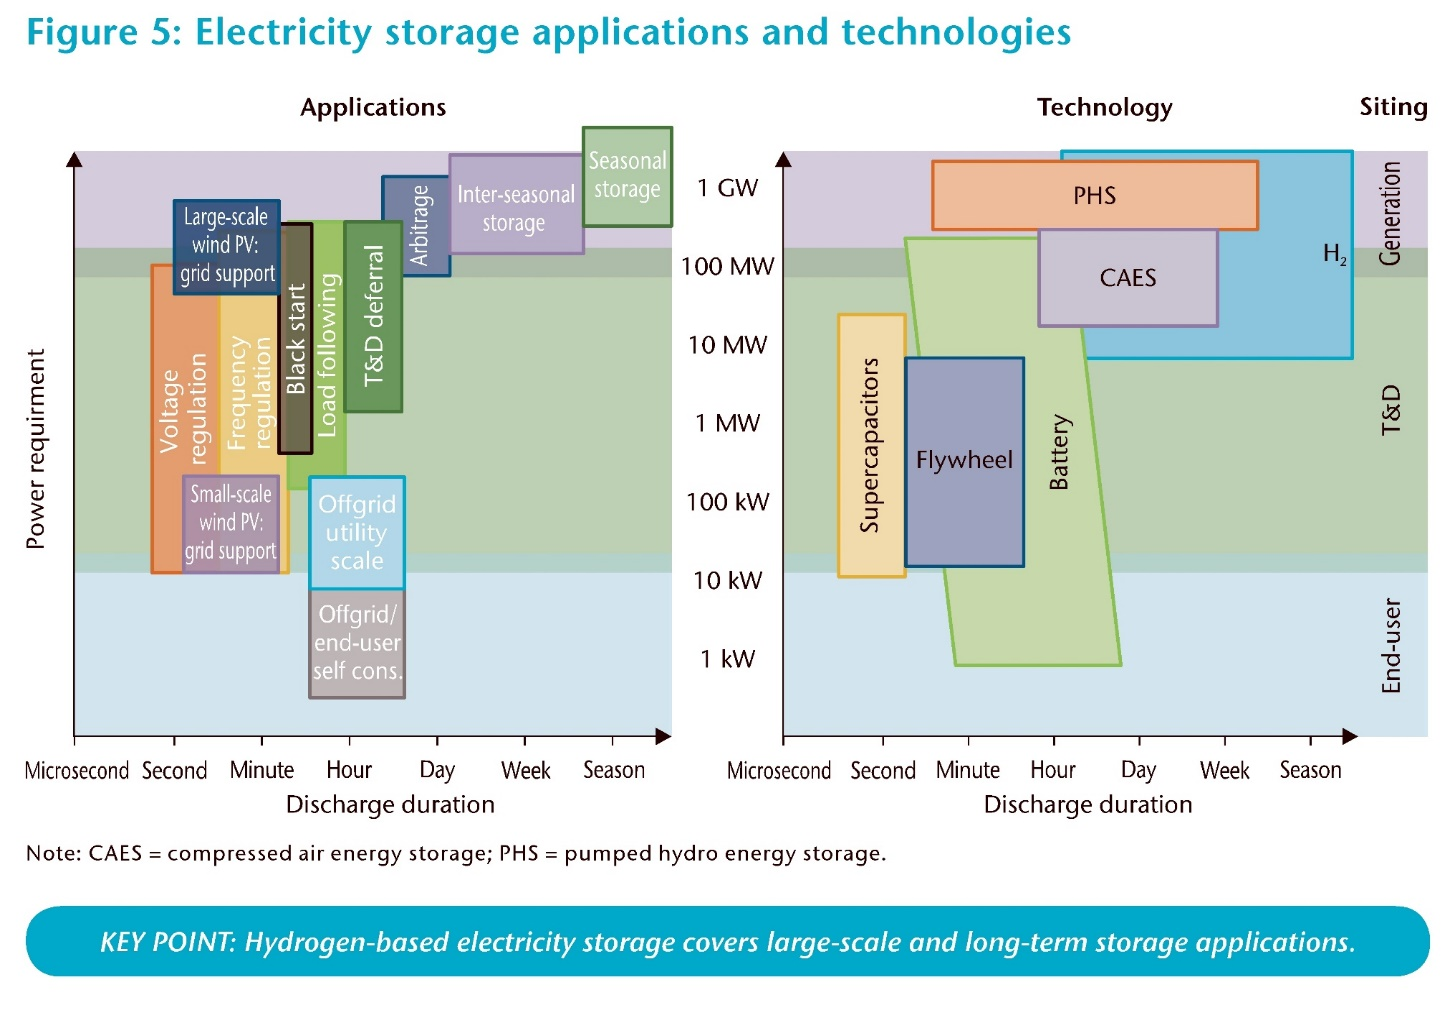 Figure 5: Electricity storage applications and technologies
Applications
Technology
Siting
Power requirment
Large-scale
wind PV:
grid support
Voltage
regulation
Frequency
regulation
Small-scale
wind PV:
grid support
Black start
Load following
T&D deferral
Arbitrage
Inter-seasonal
storage
Seasonal
storage
Offgrid
utility
scale
Offgrid/
end-user
self cons.
1 GW
100 MW
10 MW
1 MW
100 kW
10 kW
1 kW
PHS
CAES
H₂
Supercapacitors
Flywheel
Battery
Generation
T&D
End-user
Microsecond Second Minute Hour Day Week Season
Discharge duration
Microsecond Second Minute Hour Day Week Season
Discharge duration
Note: CAES = compressed air energy storage; PHS = pumped hydro energy storage.
KEY POINT: Hydrogen-based electricity storage covers large-scale and long-term storage applications.